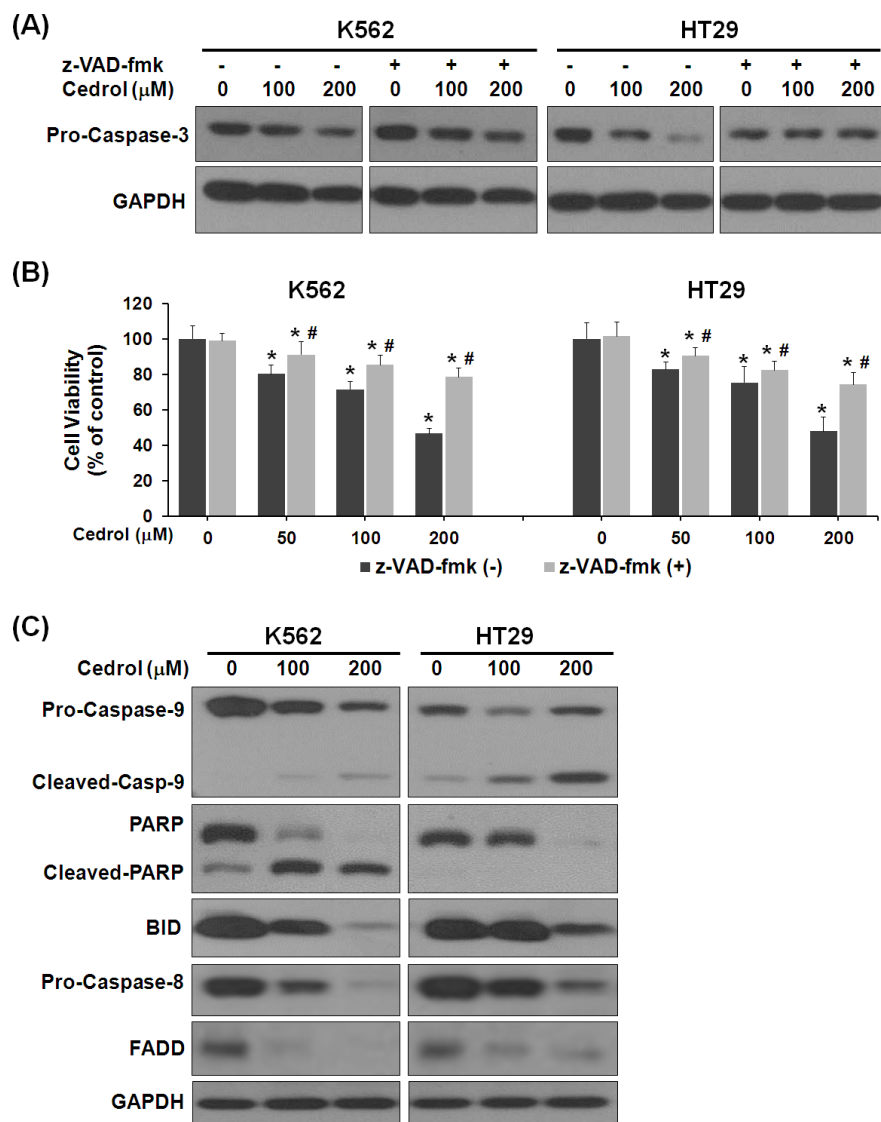 (A)
K562 HT29
z-VAD-fmk - - - + + + - - - + + +
Cedrol (μM) 0 100 200 0 100 200 0 100 200 0 100 200
Pro-Caspase-3
GAPDH
(B)
K562 HT29
120
100
80
60
40
20
0
Cell Viability
(% of control)
* * # * * # * * # * * # * * # * * #
Cedrol (μM) 0 50 100 200 0 50 100 200
z-VAD-fmk (-) z-VAD-fmk (+)
(C)
K562 HT29
Cedrol (μM) 0 100 200 0 100 200
Pro-Caspase-9
Cleaved-Casp-9
PARP
Cleaved-PARP
BID
Pro-Caspase-8
FADD
GAPDH